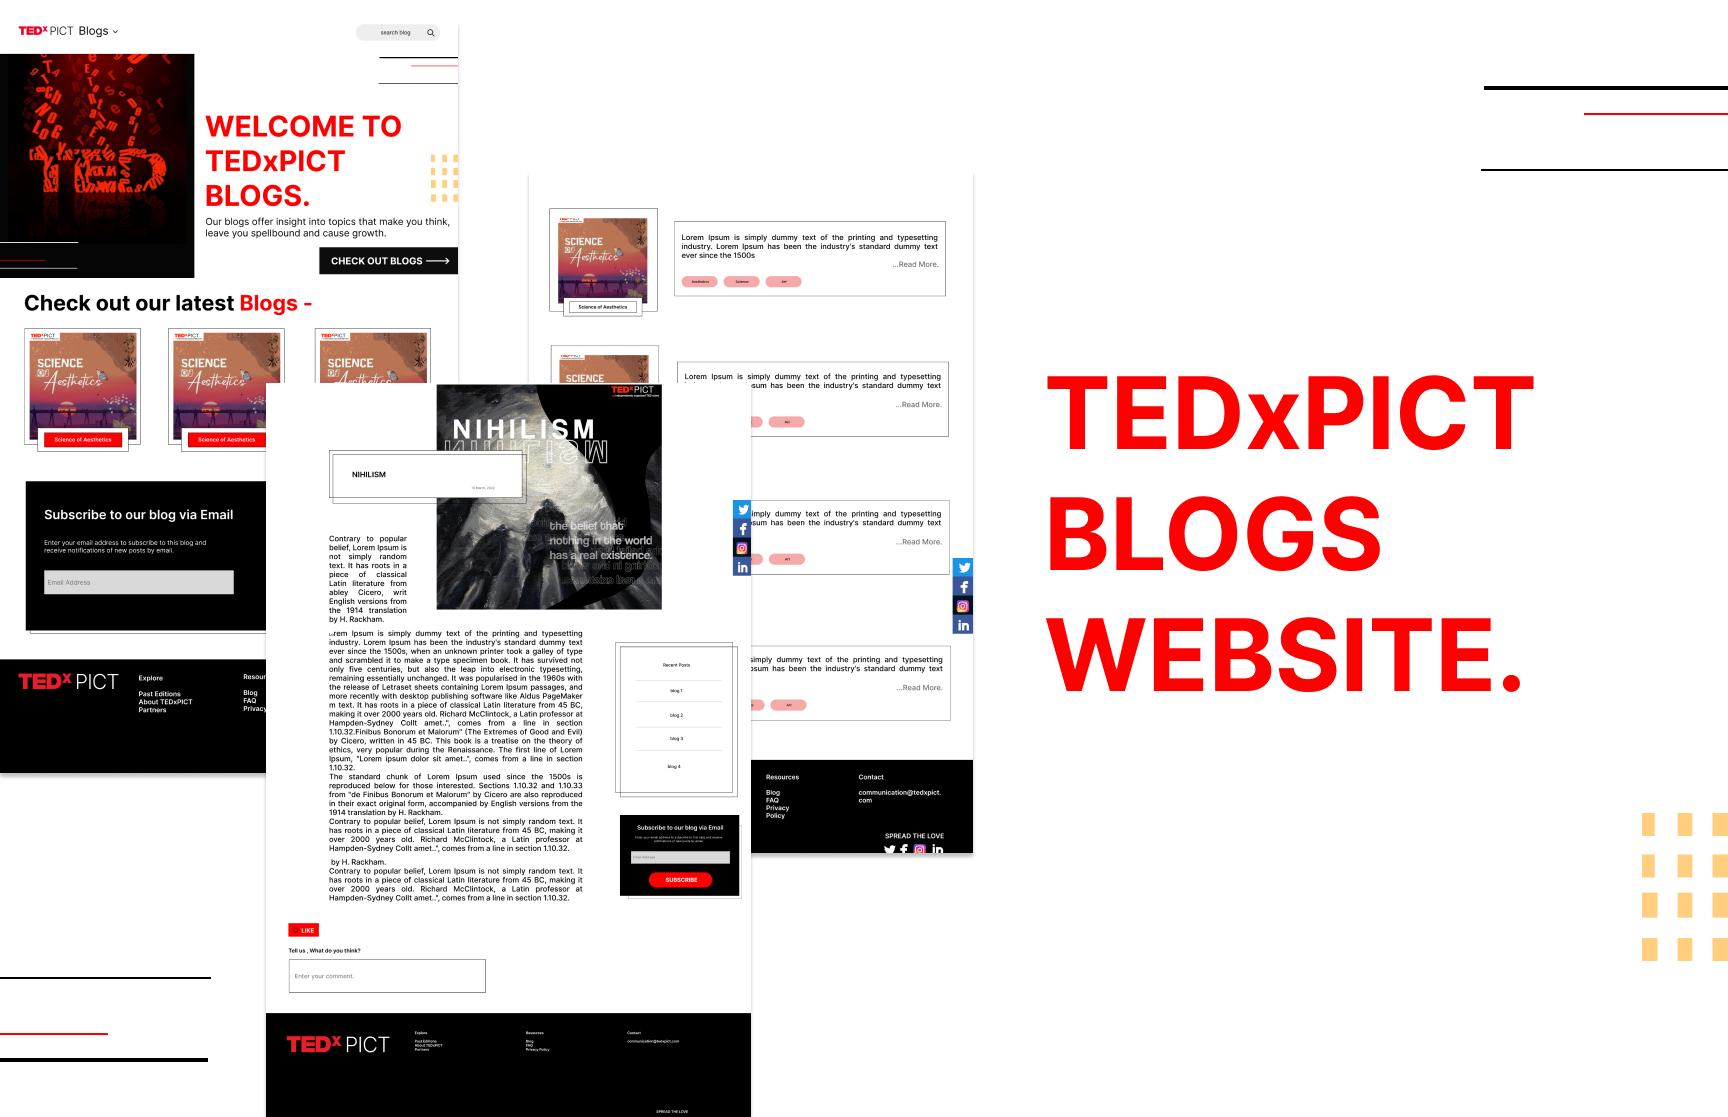 TEDxPICT Blogs
search blog
WELCOME TO
TEDxPICT
BLOGS.
Our blogs offer insight into topics that make you think,
leave you spellbound and cause growth.
CHECK OUT BLOGS
TED
Check out our latest Blogs -
TEDxPICT
SCIENCE
OF
Aesthetics
Science of Aesthetics
TEDxPICT
SCIENCE
OF
Aesthetics
Science of Aesthetics
TEDxPICT
SCIENCE
OF
Aesthetics
Subscribe to our blog via Email
Enter your email address to subscribe to this blog and
receive notifications of new posts by email.
Email Address
TEDx PICT
Explore
Past Editions
About TEDxPICT
Partners
Resour
Blog
FAQ
Privacy
TEDxPICT
NIHILISM
NIHILISM
15 March, 2022
the belief that
nothing in the world
has a real existence.
Contrary to popular
belief, Lorem Ipsum is
not simply random
text. It has roots in a
piece of classical
Latin literature from
abley Cicero, writ
English versions from
the 1914 translation
by H. Rackham.
Lorem Ipsum is simply dummy text of the printing and typesetting
industry. Lorem Ipsum has been the industry's standard dummy text
ever since the 1500s, when an unknown printer took a galley of type
and scrambled it to make a type specimen book. It has survived not
only five centuries, but also the leap into electronic typesetting,
remaining essentially unchanged. It was popularised in the 1960s with
the release of Letraset sheets containing Lorem Ipsum passages, and
more recently with desktop publishing software like Aldus PageMaker
m text. It has roots in a piece of classical Latin literature from 45 BC,
making it over 2000 years old. Richard McClintock, a Latin professor at
Hampden-Sydney Collt amet..", comes from a line in section
1.10.32.Finibus Bonorum et Malorum" (The Extremes of Good and Evil)
by Cicero, written in 45 BC. This book is a treatise on the theory of
ethics, very popular during the Renaissance. The first line of Lorem
Ipsum, "Lorem ipsum dolor sit amet..", comes from a line in section
1.10.32.
The standard chunk of Lorem Ipsum used since the 1500s is
reproduced below for those interested. Sections 1.10.32 and 1.10.33
from "de Finibus Bonorum et Malorum" by Cicero are also reproduced
in their exact original form, accompanied by English versions from the
1914 translation by H. Rackham.
Contrary to popular belief, Lorem Ipsum is not simply random text. It
has roots in a piece of classical Latin literature from 45 BC, making it
over 2000 years old. Richard McClintock, a Latin professor at
Hampden-Sydney Collt amet..", comes from a line in section 1.10.32.
by H. Rackham.
Contrary to popular belief, Lorem Ipsum is not simply random text. It
has roots in a piece of classical Latin literature from 45 BC, making it
over 2000 years old. Richard McClintock, a Latin professor at
Hampden-Sydney Collt amet..", comes from a line in section 1.10.32.
Recent Posts
blog 1
blog 2
blog 3
blog 4
Subscribe to our blog via Email
Enter your email address to subscribe to this blog and receive
notifications of new posts by email.
Email Address
SUBSCRIBE
LIKE
Tell us , What do you think?
Enter your comment.
TEDx PICT
Explore
Past Editions
About TEDxPICT
Partners
Resources
Blog
FAQ
Privacy Policy
Contact
communication@tedxpict.com
SPREAD THE LOVE
SCIENCE
OF
Aesthetics
Science of Aesthetics
Lorem Ipsum is simply dummy text of the printing and typesetting
industry. Lorem Ipsum has been the industry's standard dummy text
ever since the 1500s
...Read More.
Aesthetics
Science
Art
SCIENCE
Lorem Ipsum is simply dummy text of the printing and typesetting
sum has been the industry's standard dummy text
...Read More.
Art
imply dummy text of the printing and typesetting
sum has been the industry's standard dummy text
...Read More.
Art
simply dummy text of the printing and typesetting
sum has been the industry's standard dummy text
...Read More.
Art
Resources
Blog
FAQ
Privacy
Policy
Contact
communication@tedxpict.
com
SPREAD THE LOVE
TEDxPICT
BLOGS
WEBSITE.